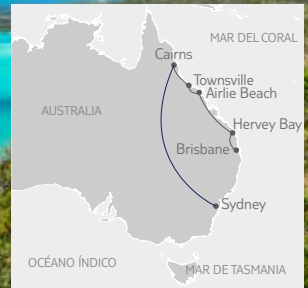 MAR DEL CORAL
Cairns
Townsville
Airlie Beach
AUSTRALIA
Hervey Bay
Brisbane
Sydney
OCÉANO ÍNDICO
MAR DE TASMANIA